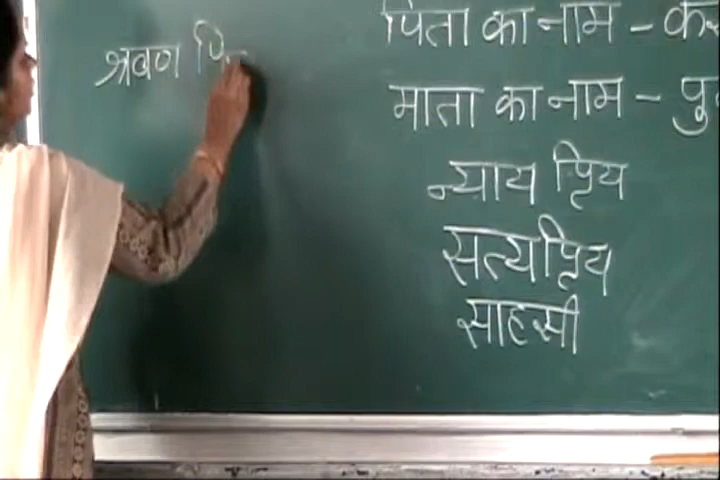 श्रवण
पिता का नाम –
माता का नाम –
न्याय प्रिय
सत्यप्रिय
साहसी